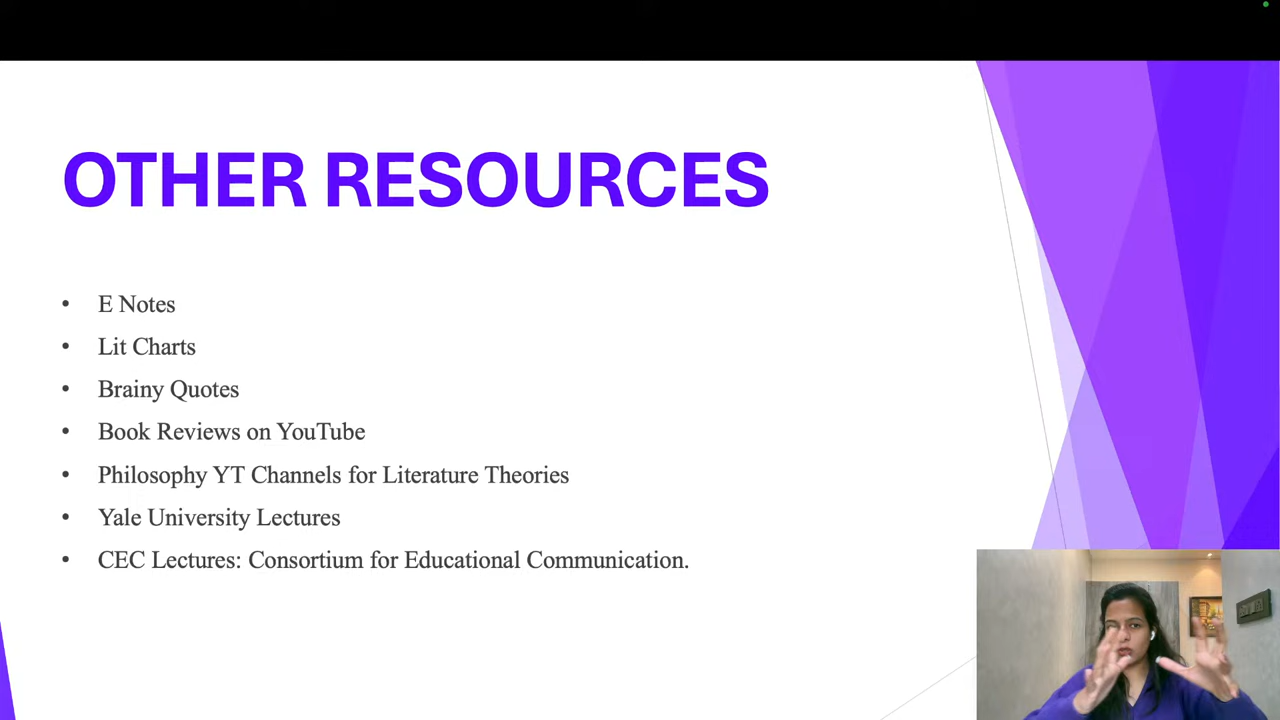 OTHER RESOURCES
• E Notes
• Lit Charts
• Brainy Quotes
• Book Reviews on YouTube
• Philosophy YT Channels for Literature Theories
• Yale University Lectures
• CEC Lectures: Consortium for Educational Communication.